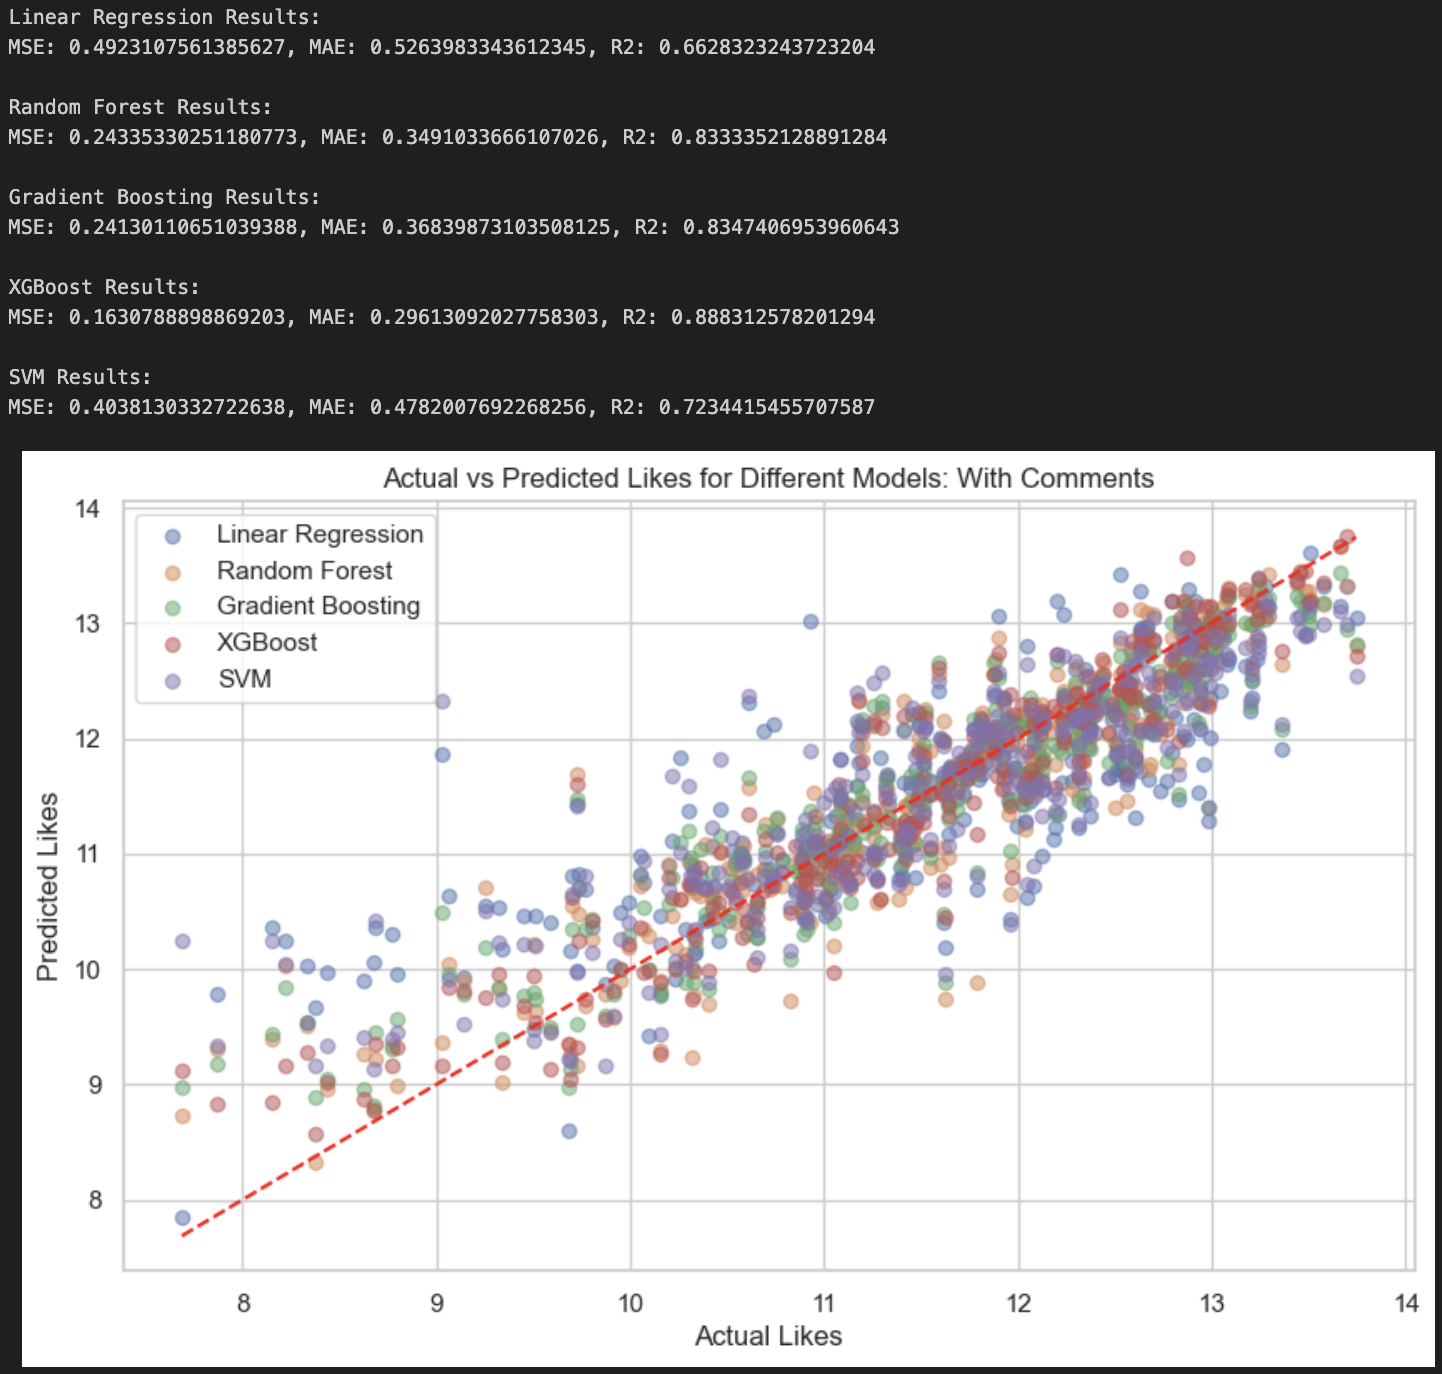 Linear Regression Results:
MSE: 0.4923107561385627, MAE: 0.5263983343612345, R2: 0.6628323243723204
Random Forest Results:
MSE: 0.24335330251180773, MAE: 0.3491033666107026, R2: 0.8333352128891284
Gradient Boosting Results:
MSE: 0.24130110651039388, MAE: 0.36839873103508125, R2: 0.8347406953960643
XGBoost Results:
MSE: 0.1630788898869203, MAE: 0.29613092027758303, R2: 0.888312578201294
SVM Results:
MSE: 0.4038130332722638, MAE: 0.4782007692268256, R2: 0.7234415455707587
Actual vs Predicted Likes for Different Models: With Comments
Linear Regression
Random Forest
Gradient Boosting
XGBoost
SVM
Predicted Likes
14
13
12
11
10
9
8
8 9 10 11 12 13 14
Actual Likes